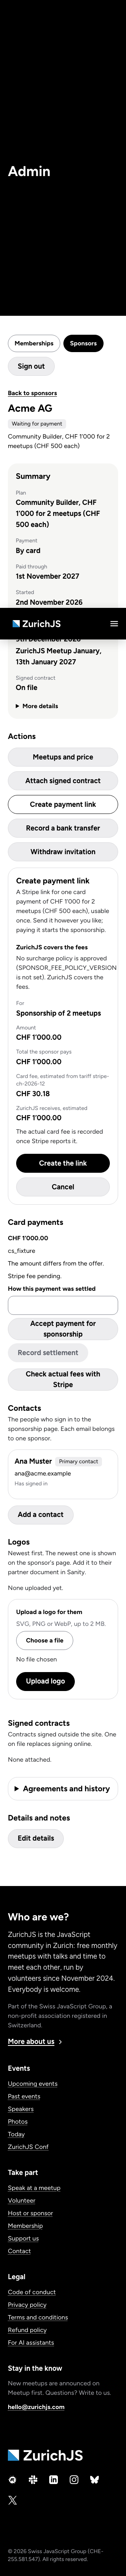 Admin
Memberships
Sponsors
Sign out
Back to sponsors
Acme AG
Waiting for payment
Community Builder, CHF 1'000 for 2
meetups (CHF 500 each)
Summary
Plan
Community Builder, CHF
1'000 for 2 meetups (CHF
500 each)
Payment
By card
Paid through
1st November 2027
Started
2nd November 2026
ZurichJS
ZurichJS Meetup January,
13th January 2027
Signed contract
On file
More details
Actions
Meetups and price
Attach signed contract
Create payment link
Record a bank transfer
Withdraw invitation
Create payment link
A Stripe link for one card
payment of CHF 1'000 for 2
meetups (CHF 500 each), usable
once. Send it however you like;
paying it starts the sponsorship.
ZurichJS covers the fees
No surcharge policy is approved
(SPONSOR_FEE_POLICY_VERSION
is not set). ZurichJS covers the
fees.
For
Sponsorship of 2 meetups
Amount
CHF 1'000.00
Total the sponsor pays
CHF 1'000.00
Card fee, estimated from tariff stripe-
ch-2026-12
CHF 30.18
ZurichJS receives, estimated
CHF 1'000.00
The actual card fee is recorded
once Stripe reports it.
Create the link
Cancel
Card payments
CHF 1'000.00
cs_fixture
The amount differs from the offer.
Stripe fee pending.
How this payment was settled
Accept payment for
sponsorship
Record settlement
Check actual fees with
Stripe
Contacts
The people who sign in to the
sponsorship page. Each email belongs
to one sponsor.
Ana Muster
Primary contact
ana@acme.example
Has signed in
Add a contact
Logos
Newest first. The newest one is shown
on the sponsor's page. Add it to their
partner document in Sanity.
None uploaded yet.
Upload a logo for them
SVG, PNG or WebP, up to 2 MB.
Choose a file
No file chosen
Upload logo
Signed contracts
Contracts signed outside the site. One
on file replaces signing online.
None attached.
Agreements and history
Details and notes
Edit details
Who are we?
ZurichJS is the JavaScript
community in Zurich: free monthly
meetups with talks and time to
meet each other, run by
volunteers since November 2024.
Everybody is welcome.
Part of the Swiss JavaScript Group, a
non-profit association registered in
Switzerland.
More about us
Events
Upcoming events
Past events
Speakers
Photos
Today
ZurichJS Conf
Take part
Speak at a meetup
Volunteer
Host or sponsor
Membership
Support us
Contact
Legal
Code of conduct
Privacy policy
Terms and conditions
Refund policy
For AI assistants
Stay in the know
New meetups are announced on
Meetup first. Questions? Write to us.
hello@zurichjs.com
ZurichJS
© 2026 Swiss JavaScript Group (CHE-
255.581.547). All rights reserved.